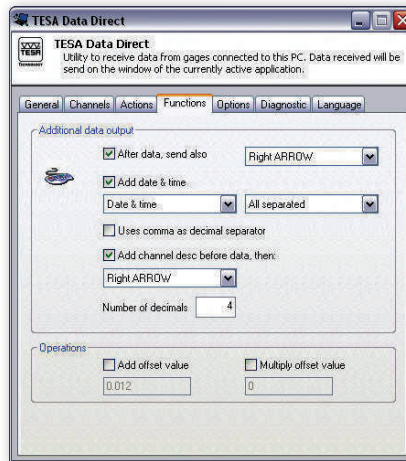 TESA Data Direct
TESA
TECHNOLOGY
TESA Data Direct
Utility to receive data from gages connected to this PC. Data received will be
send on the window of the currently active application.
General Channels Actions Functions Options Diagnostic Language
Additional data output
After data, send also Right ARROW
Add date & time
Date & time All separated
Uses comma as decimal separator
Add channel desc before data, then:
Right ARROW
Number of decimals 4
Operations
Add offset value Multiply offset value
0.012 0